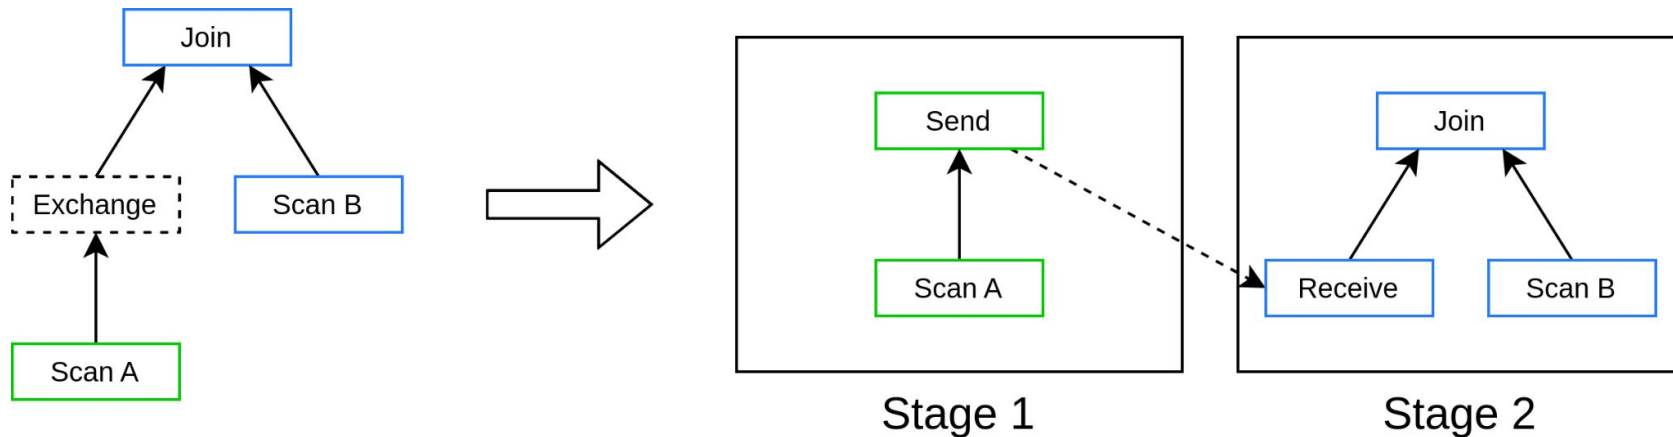 Join
Exchange
Scan B
Scan A
Send
Scan A
Stage 1
Join
Receive
Scan B
Stage 2